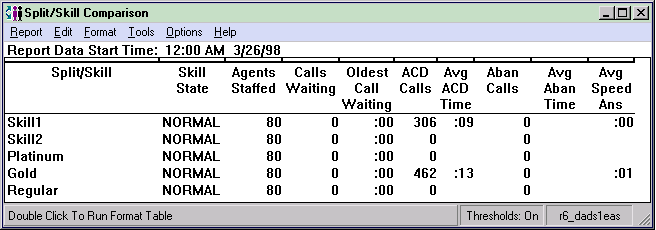 Split/Skill Comparison
Report Edit Format Tools Options Help
Report Data Start Time: 12:00 AM 3/26/98
Split/Skill Skill State Agents Staffed Calls Waiting Oldest Call Waiting ACD Calls Avg ACD Time Aban Calls Avg Aban Time Avg Speed Ans
Skill1 NORMAL 80 0 :00 306 :09 0 :00
Skill2 NORMAL 80 0 :00 0 0
Platinum NORMAL 80 0 :00 0 0
Gold NORMAL 80 0 :00 462 :13 0 :01
Regular NORMAL 80 0 :00 0 0
Double Click To Run Format Table Thresholds: On r6_dads1eas